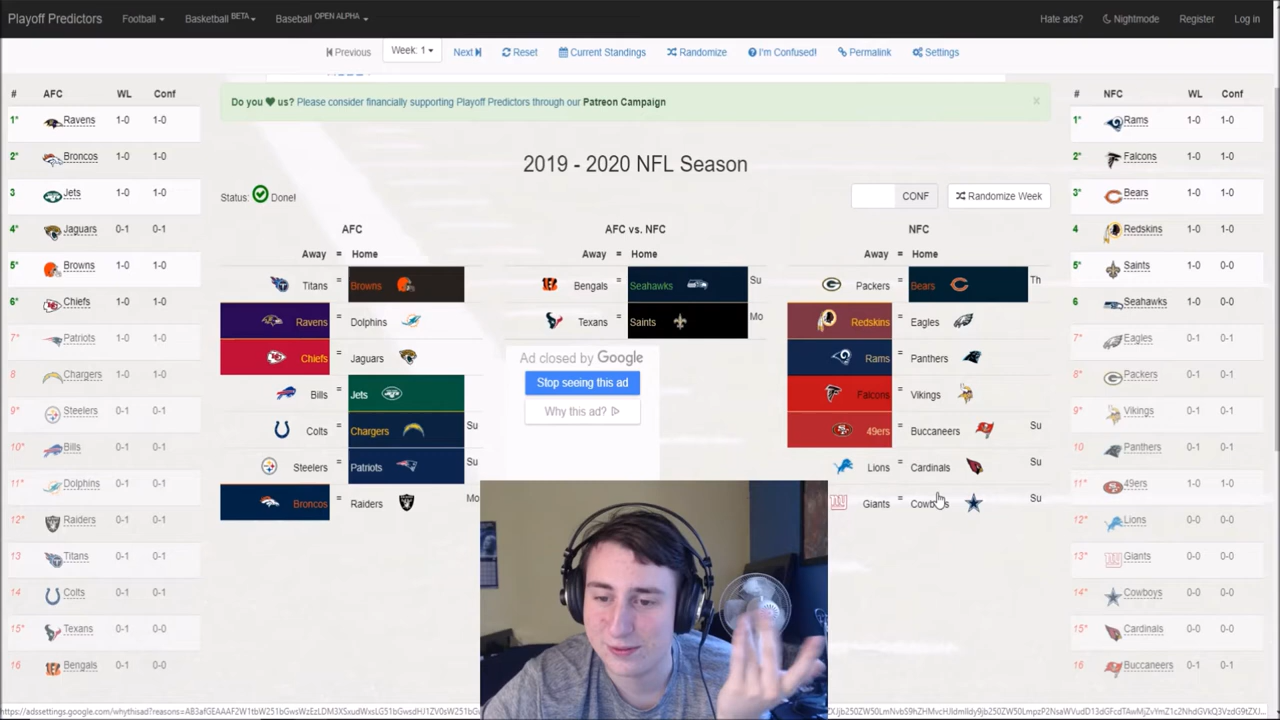 Playoff Predictors Football Basketball BETA Baseball OPEN ALPHA Hate ads? Nightmode Register Log in
Previous Week: 1 Next Reset Current Standings Randomize I'm Confused! Permalink Settings
# AFC WL Conf
1* Ravens 1-0 1-0
2* Broncos 1-0 1-0
3 Jets 1-0 1-0
4* Jaguars 0-1 0-1
5* Browns 1-0 1-0
6* Chiefs 1-0 1-0
7* Patriots 1-0 1-0
8 Chargers 1-0 1-0
9* Steelers 0-1 0-1
10* Bills 0-1 0-1
11* Dolphins 0-1 0-1
12* Raiders 0-1 0-1
13 Titans 0-1 0-1
14 Colts 0-1 0-1
15* Texans 0-1 0-0
16 Bengals 0-1 0-0
Do you us? Please consider financially supporting Playoff Predictors through our Patreon Campaign ×
2019 - 2020 NFL Season
Status: Done! CONF Randomize Week
AFC
Away = Home
Titans = Browns
Ravens = Dolphins
Chiefs = Jaguars
Bills = Jets
Colts = Chargers Su
Steelers = Patriots Su
Broncos = Raiders Mo
AFC vs. NFC
Away = Home
Bengals = Seahawks Su
Texans = Saints Mo
Ad closed by Google
Stop seeing this ad
Why this ad?
NFC
Away = Home
Packers = Bears Th
Redskins = Eagles
Rams = Panthers
Falcons = Vikings
49ers = Buccaneers Su
Lions = Cardinals Su
Giants = Cowboys Su
# NFC WL Conf
1* Rams 1-0 1-0
2* Falcons 1-0 1-0
3* Bears 1-0 1-0
4 Redskins 1-0 1-0
5* Saints 1-0 0-0
6 Seahawks 1-0 0-0
7* Eagles 0-1 0-1
8* Packers 0-1 0-1
9* Vikings 0-1 0-1
10 Panthers 0-1 0-1
11* 49ers 1-0 1-0
12* Lions 0-0 0-0
13* Giants 0-0 0-0
14* Cowboys 0-0 0-0
15* Cardinals 0-0 0-0
16 Buccaneers 0-1 0-1